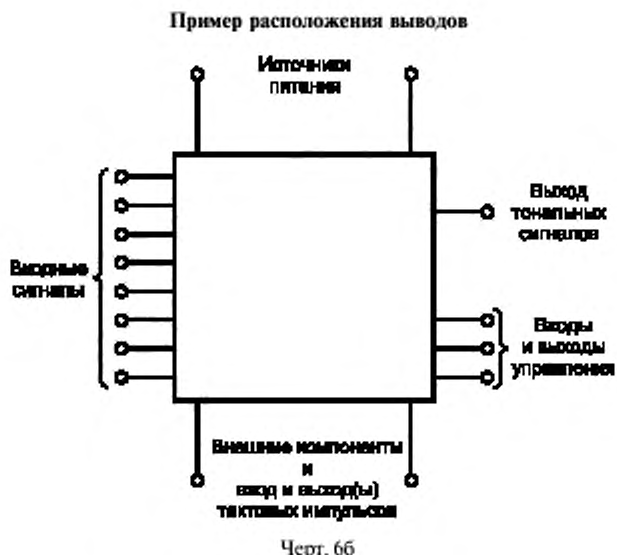 Пример расположения выводов
Источники
питания
Выход
тональных
сигналов
Входные
сигналы
Входы
и выходы
управления
Внешние компоненты
и
вход и выход(ы)
тактовых импульсов
Черт. 6б